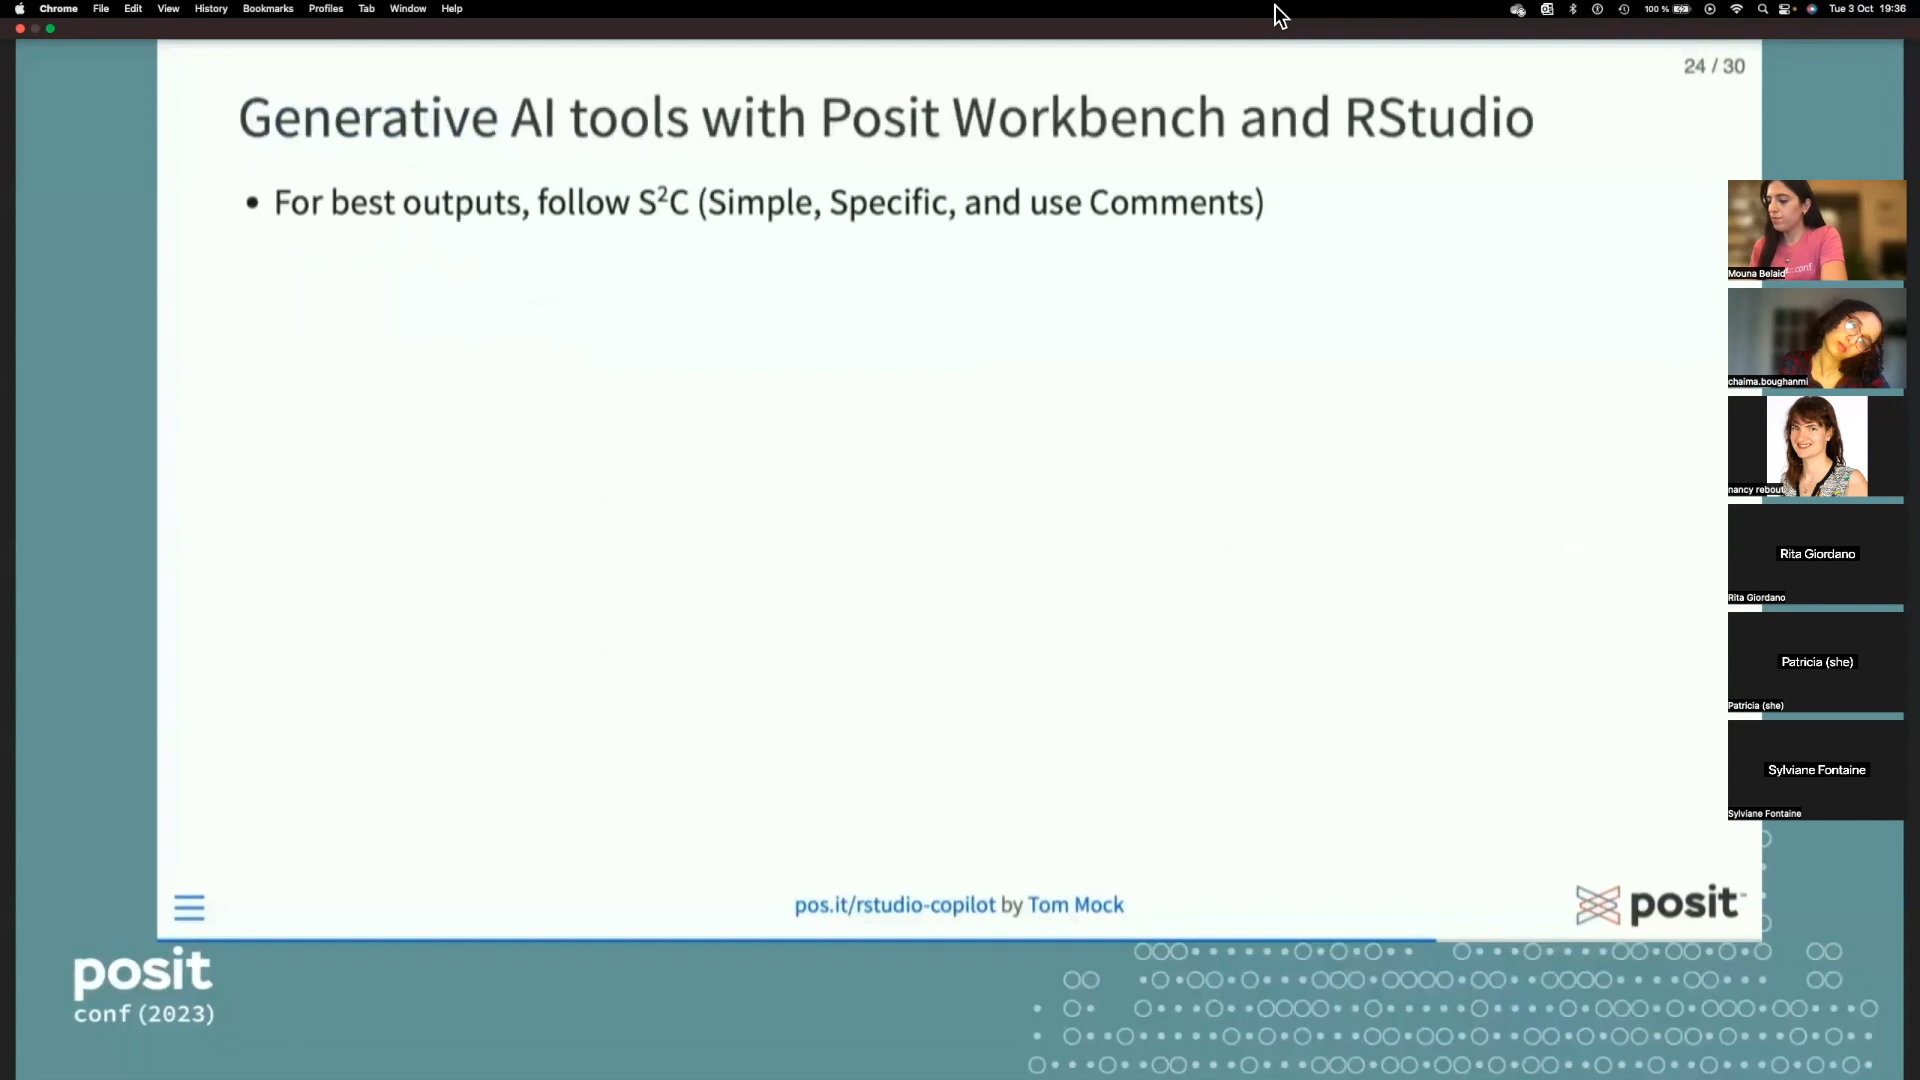 Chrome File Edit View History Bookmarks Profiles Tab Window Help
100 % Tue 3 Oct 19:36
24 / 30
Generative AI tools with Posit Workbench and RStudio
• For best outputs, follow S²C (Simple, Specific, and use Comments)
conf
Mouna Belaid
chaima.boughanmi
nancy rebout
Rita Giordano
Rita Giordano
Patricia (she)
Patricia (she)
Sylviane Fontaine
Sylviane Fontaine
pos.it/rstudio-copilot by Tom Mock
posit™
posit
conf (2023)